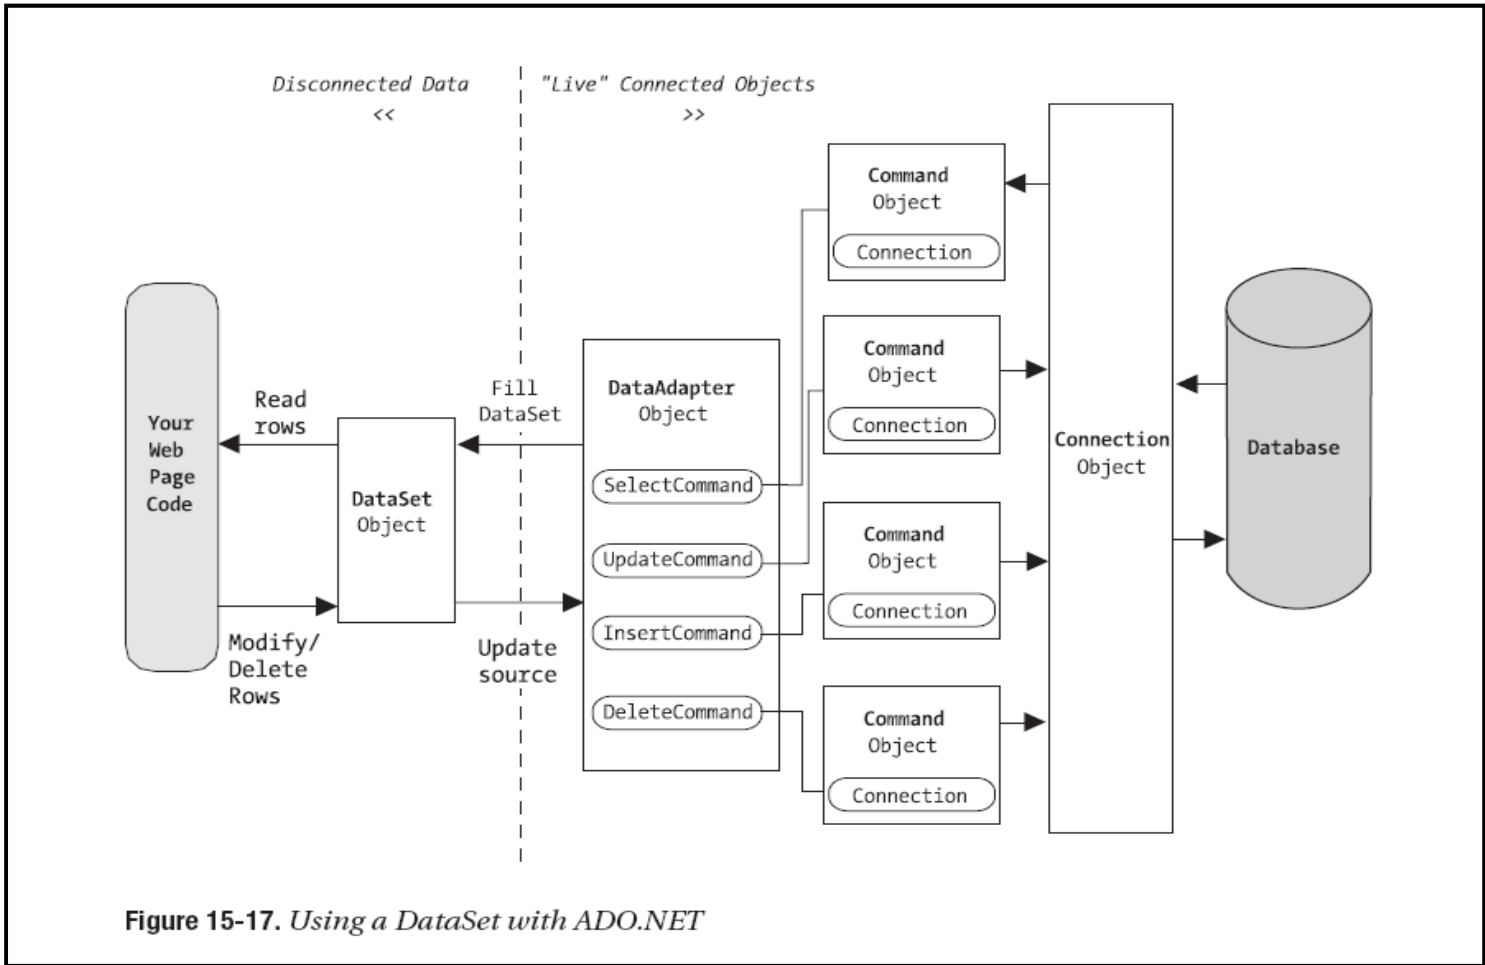 Disconnected Data
<<
"Live" Connected Objects
>>
Your
Web
Page
Code
Read
rows
Modify/
Delete
Rows
DataSet
Object
Fill
DataSet
Update
source
DataAdapter
Object
SelectCommand
UpdateCommand
InsertCommand
DeleteCommand
Command
Object
Connection
Command
Object
Connection
Command
Object
Connection
Command
Object
Connection
Connection
Object
Database
Figure 15-17. Using a DataSet with ADO.NET